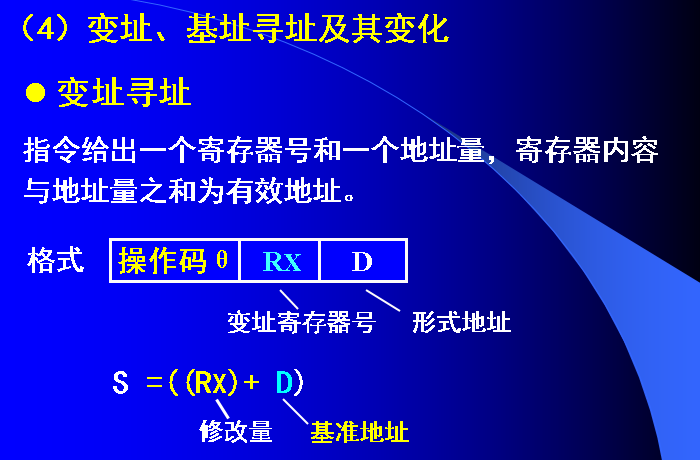 （4）变址、基址寻址及其变化
● 变址寻址
指令给出一个寄存器号和一个地址量，寄存器内容
与地址量之和为有效地址。
格式 操作码 θ RX D
变址寄存器号 形式地址
S =((RX)+ D)
修改量 基准地址